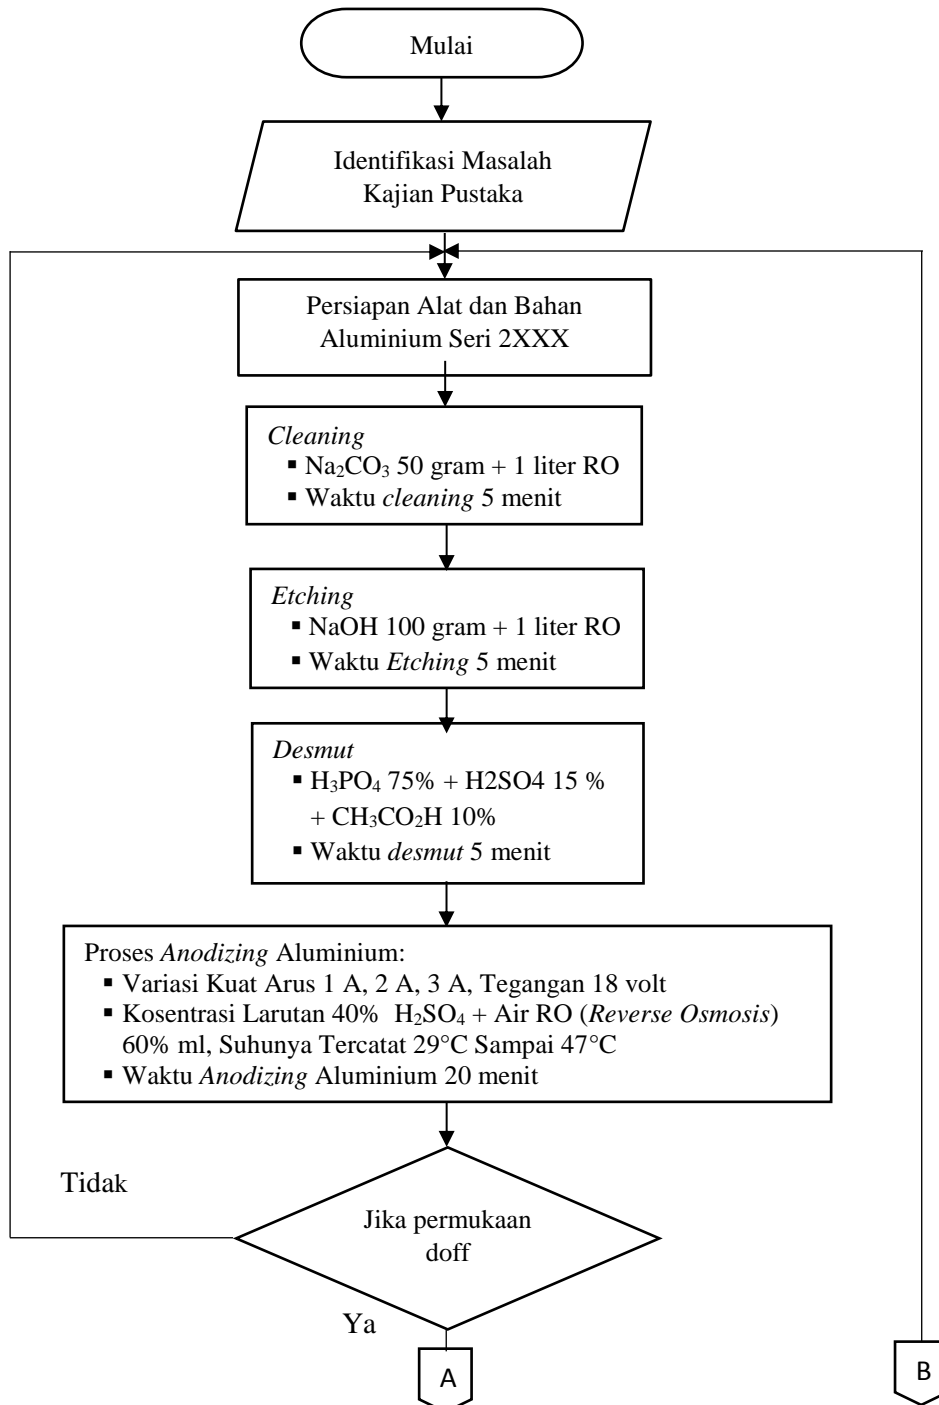 Mulai
Identifikasi Masalah
Kajian Pustaka
Persiapan Alat dan Bahan
Aluminium Seri 2XXX
Cleaning
▪ Na₂CO₃ 50 gram + 1 liter RO
▪ Waktu cleaning 5 menit
Etching
▪ NaOH 100 gram + 1 liter RO
▪ Waktu Etching 5 menit
Desmut
▪ H₃PO₄ 75% + H2SO4 15 %
+ CH₃CO₂H 10%
▪ Waktu desmut 5 menit
Proses Anodizing Aluminium:
▪ Variasi Kuat Arus 1 A, 2 A, 3 A, Tegangan 18 volt
▪ Kosentrasi Larutan 40% H₂SO₄ + Air RO (Reverse Osmosis)
60% ml, Suhunya Tercatat 29°C Sampai 47°C
▪ Waktu Anodizing Aluminium 20 menit
Tidak
Jika permukaan
doff
Ya
A
B